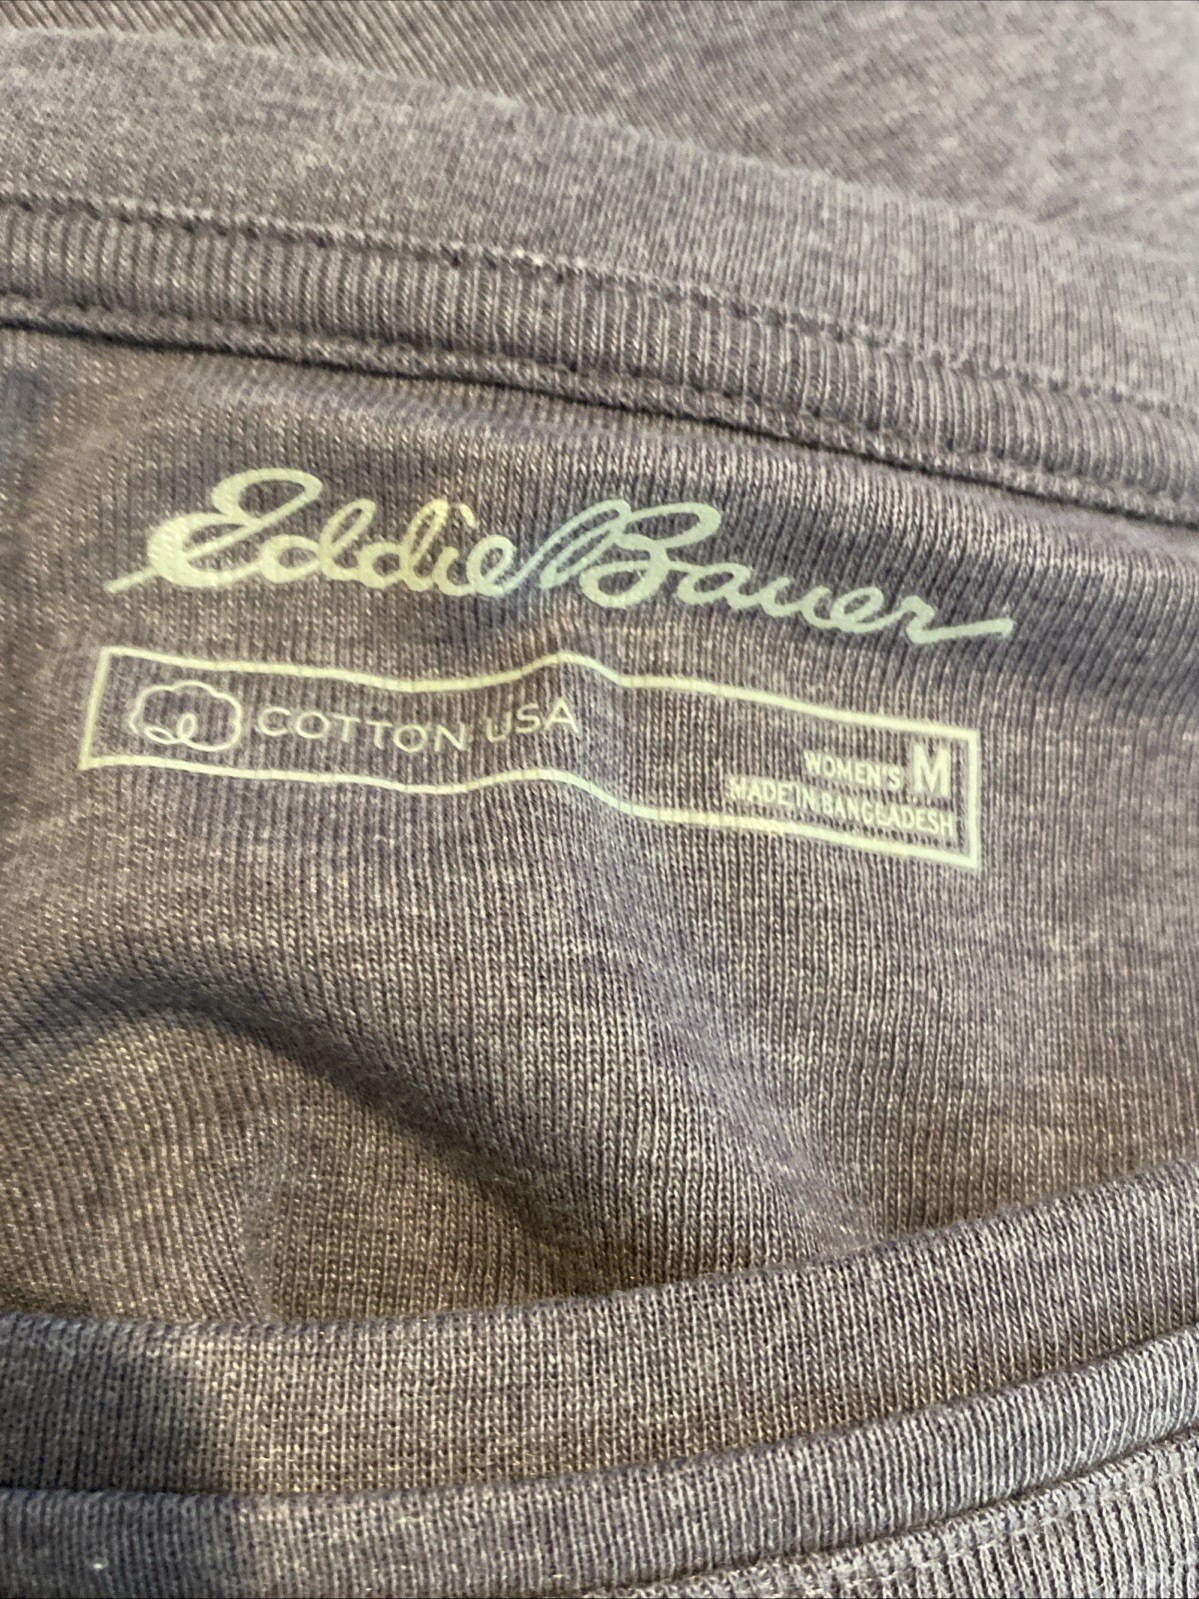 Eddie Bauer
COTTON USA
WOMEN'S M
MADE IN BANGLADESH